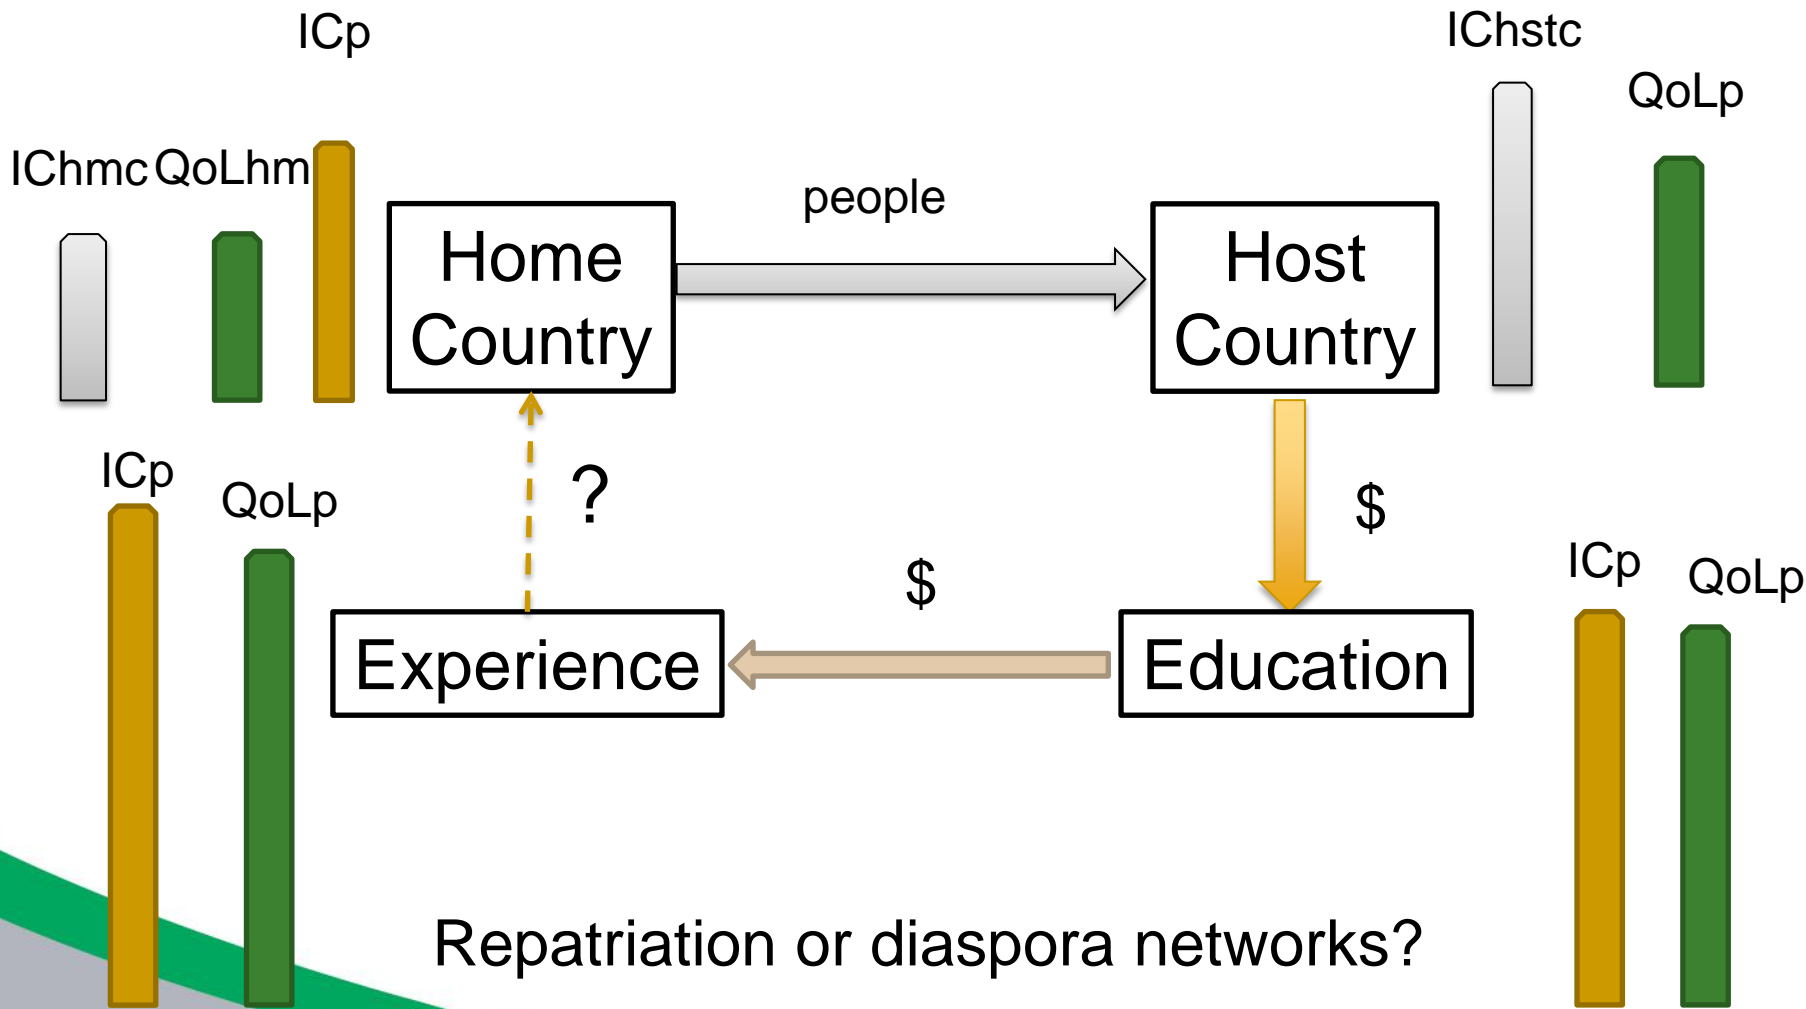 ICp
IChstc
QoLp
IChmc
QoLhm
people
Home
Country
Host
Country
ICp
QoLp
?
$
$
ICp
QoLp
Experience
Education
Repatriation or diaspora networks?